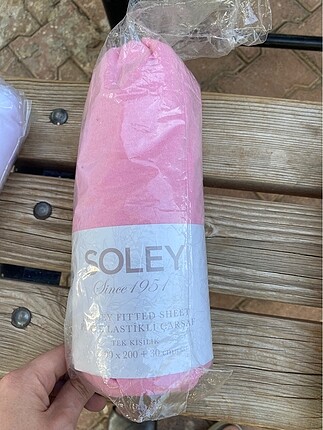 SOLEY
Since 1951
FITTED SHEET
LASTİKLİ ÇARŞAF
TEK KİŞİLİK
200 + 30